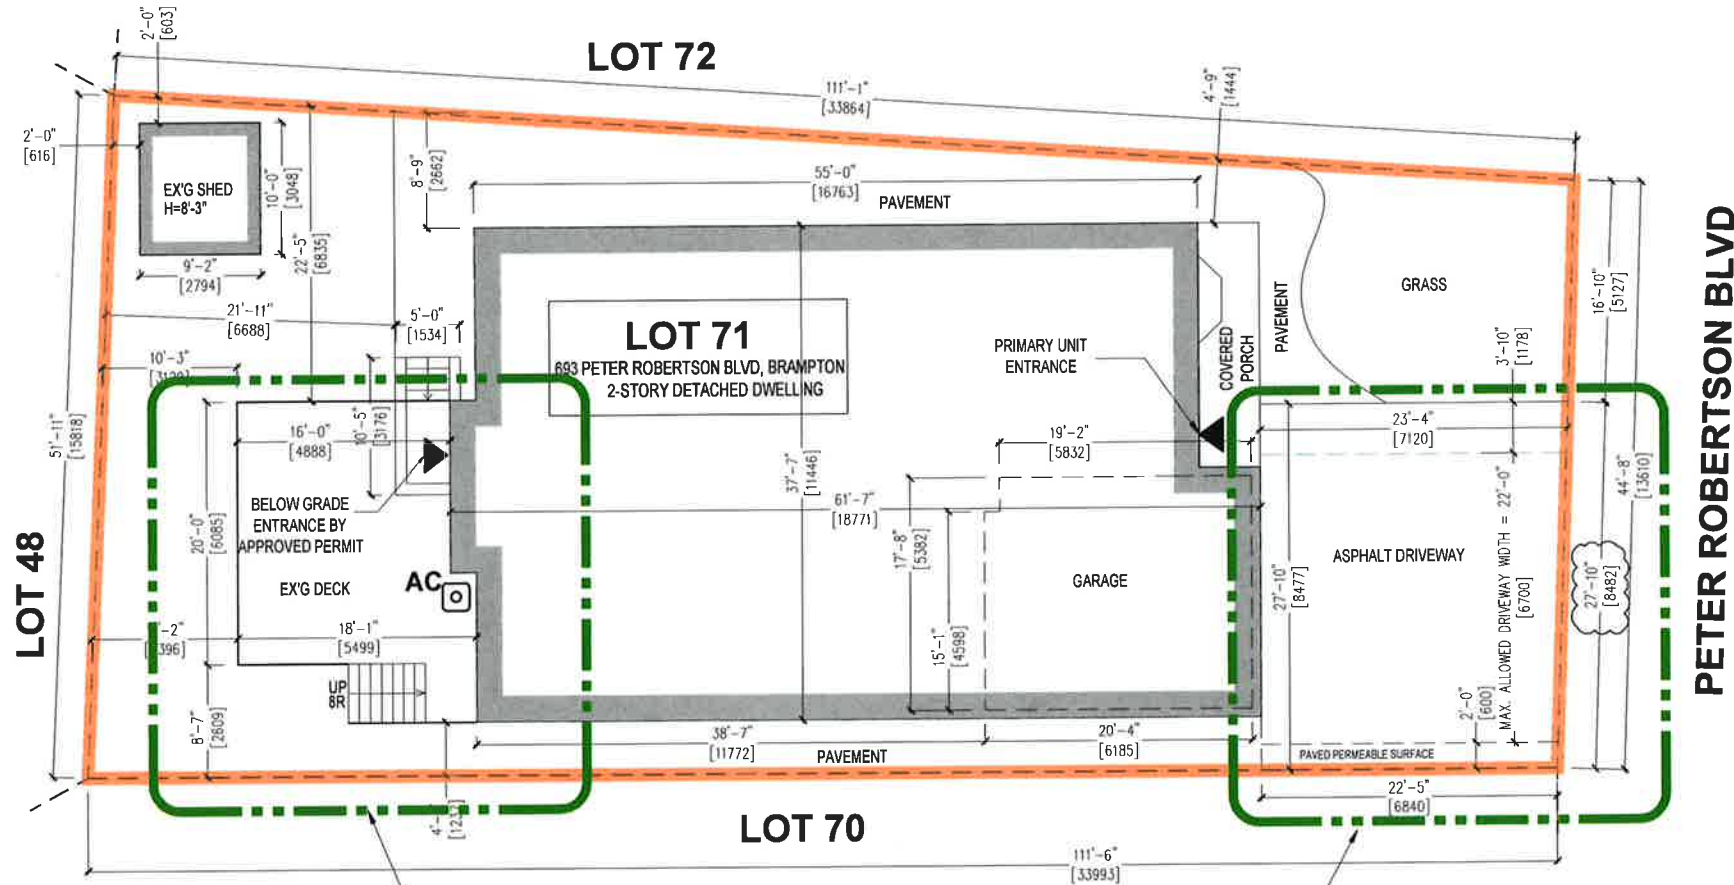 2'-0"
[603]
LOT 72
111'-1"
[33864]
4'-9"
[1444]
2'-0"
[616]
EX'G SHED
H=8'-3"
10'-0"
[3048]
9'-2"
[2794]
22'-5"
[6835]
8'-9"
[2662]
55'-0"
[16763]
PAVEMENT
21'-11"
[6688]
5'-0"
[1534]
LOT 71
693 PETER ROBERTSON BLVD, BRAMPTON
2-STORY DETACHED DWELLING
PRIMARY UNIT
ENTRANCE
COVERED
PORCH
PAVEMENT
GRASS
16'-10"
[5127]
3'-10"
[1178]
PETER ROBERTSON BLVD
10'-3"
51'-11"
[15818]
10'-5"
[3176]
16'-0"
[4888]
BELOW GRADE
ENTRANCE BY
APPROVED PERMIT
20'-0"
[6085]
EX'G DECK
AC
37'-7"
[11446]
61'-7"
[18771]
19'-2"
[5832]
17'-8"
[5382]
15'-1"
[4598]
GARAGE
23'-4"
[7120]
27'-10"
[8477]
ASPHALT DRIVEWAY
MAX. ALLOWED DRIVEWAY WIDTH = 22'-0"
[6700]
27'-10"
[8482]
44'-8"
[13610]
LOT 48
18'-1"
[5499]
UP
8R
8'-7"
[2609]
38'-7"
[11772]
PAVEMENT
20'-4"
[6185]
2'-0"
[600]
PAVED PERMEABLE SURFACE
22'-5"
[6840]
LOT 70
111'-6"
[33993]